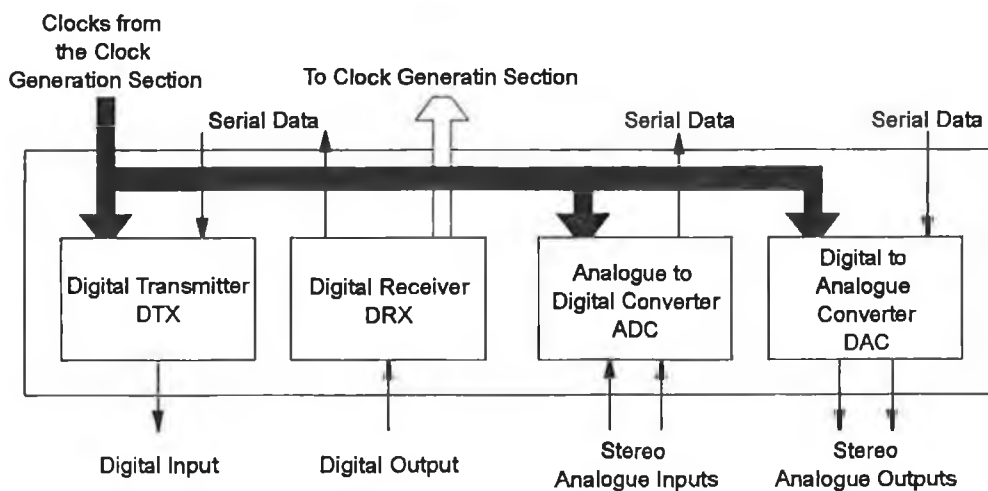 Clocks from
the Clock
Generation Section
To Clock Generatin Section
Serial Data
Serial Data
Serial Data
Digital Transmitter
DTX
Digital Receiver
DRX
Analogue to
Digital Converter
ADC
Digital to
Analogue
Converter
DAC
Digital Input
Digital Output
Stereo
Analogue Inputs
Stereo
Analogue Outputs